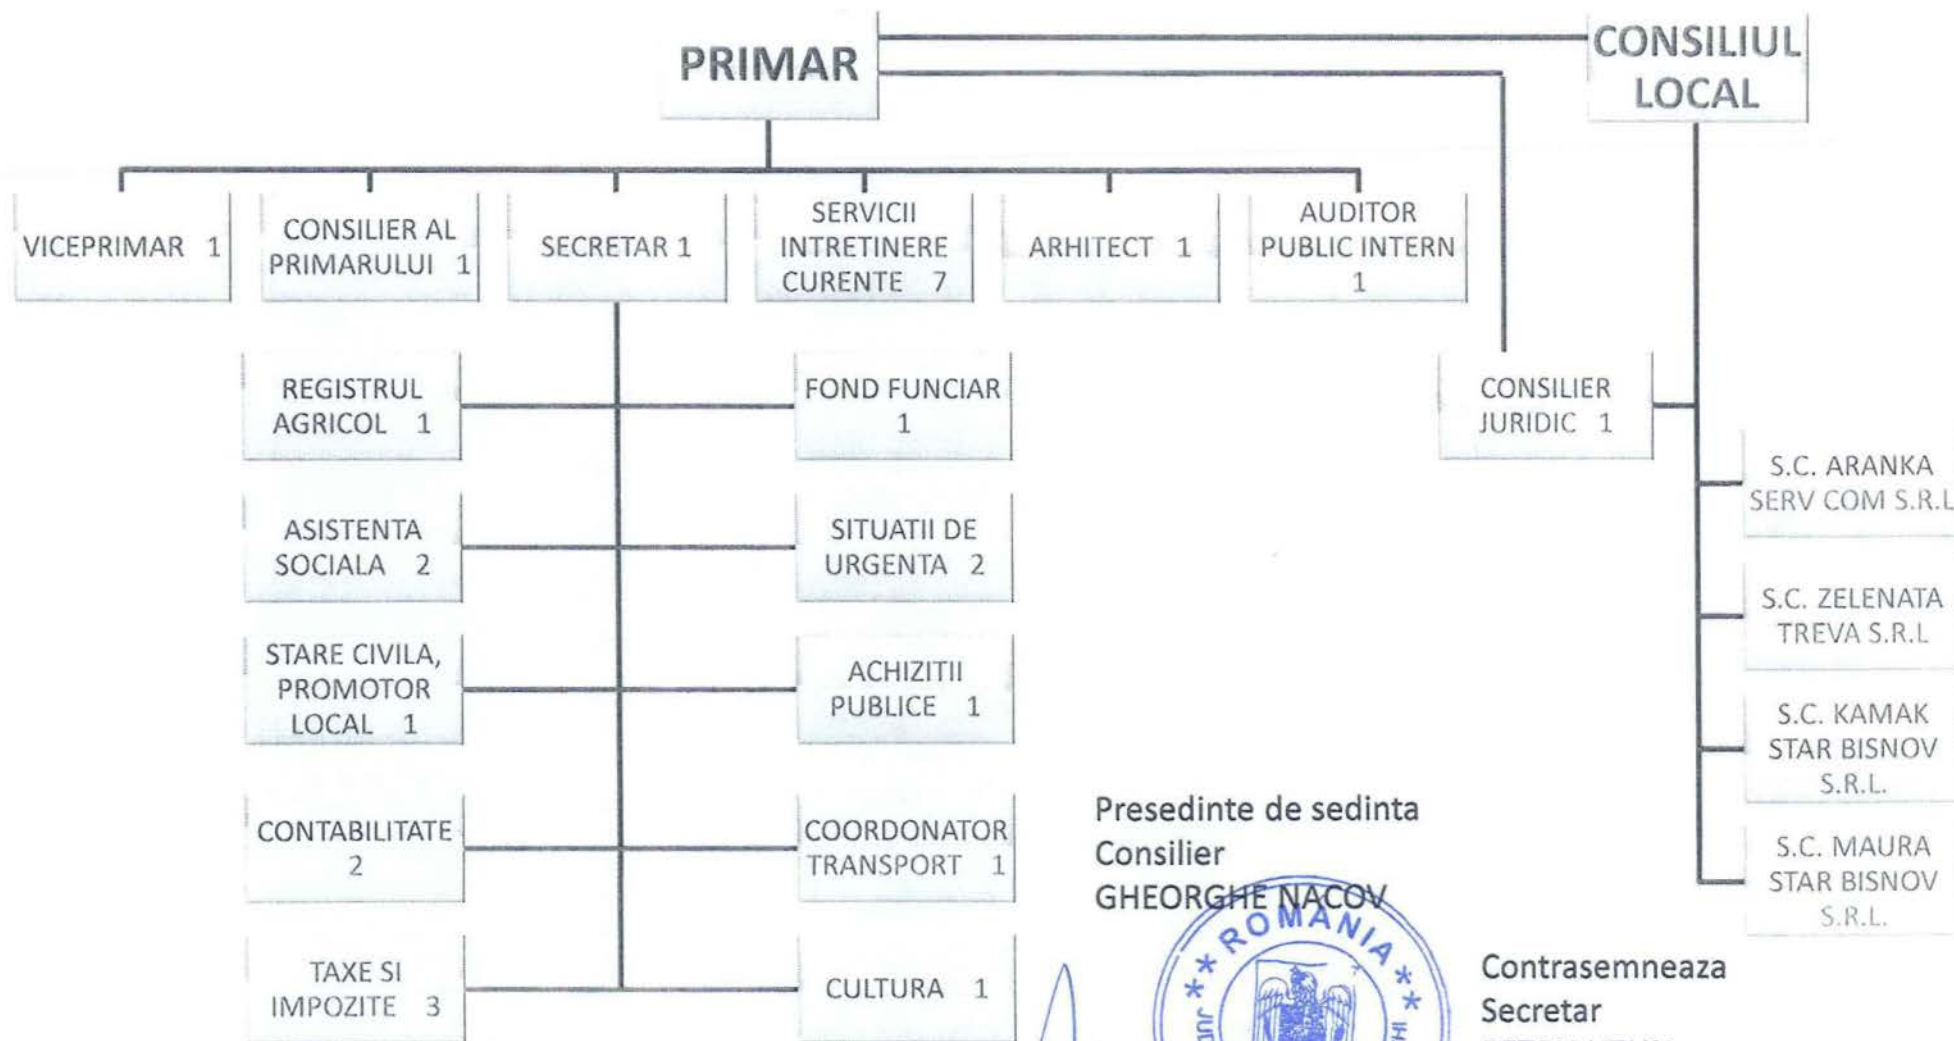 PRIMAR
CONSILIUL
LOCAL
VICEPRIMAR 1
CONSILIER AL
PRIMARULUI 1
SECRETAR 1
SERVICII
INTRETINERE
CURENTE 7
ARHITECT 1
AUDITOR
PUBLIC INTERN
1
REGISTRUL
AGRICOL 1
FOND FUNCIAR
1
CONSILIER
JURIDIC 1
ASISTENTA
SOCIALA 2
SITUATII DE
URGENTA 2
STARE CIVILA,
PROMOTOR
LOCAL 1
ACHIZITII
PUBLICE 1
CONTABILITATE
2
COORDONATOR
TRANSPORT 1
TAXE SI
IMPOZITE 3
CULTURA 1
S.C. ARANKA
SERV COM S.R.L
S.C. ZELENATA
TREVA S.R.L
S.C. KAMAK
STAR BISNOV
S.R.L.
S.C. MAURA
STAR BISNOV
S.R.L.
Presedinte de sedinta
Consilier
GHEORGHE NACOV
** ROMANIA **
Contrasemneaza
Secretar